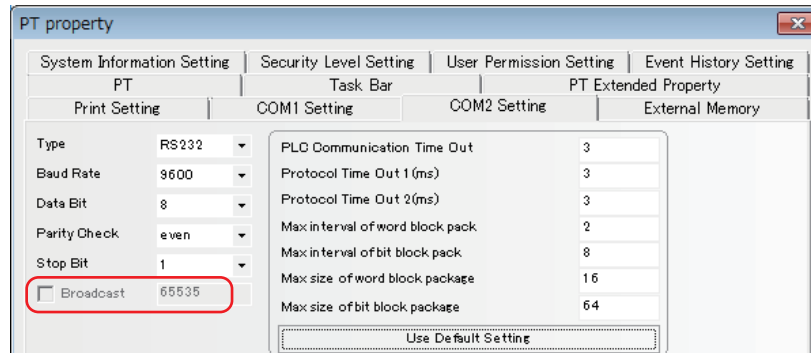 PT property
System Information Setting Security Level Setting User Permission Setting Event History Setting
PT Task Bar PT Extended Property
Print Setting COM1 Setting COM2 Setting External Memory
Type RS232
Baud Rate 9600
Data Bit 8
Parity Check even
Stop Bit 1
Broadcast 65535
PLC Communication Time Out 3
Protocol Time Out 1(ms) 3
Protocol Time Out 2(ms) 3
Max interval of word block pack 2
Max interval of bit block pack 8
Max size of word block package 16
Max size of bit block package 64
Use Default Setting